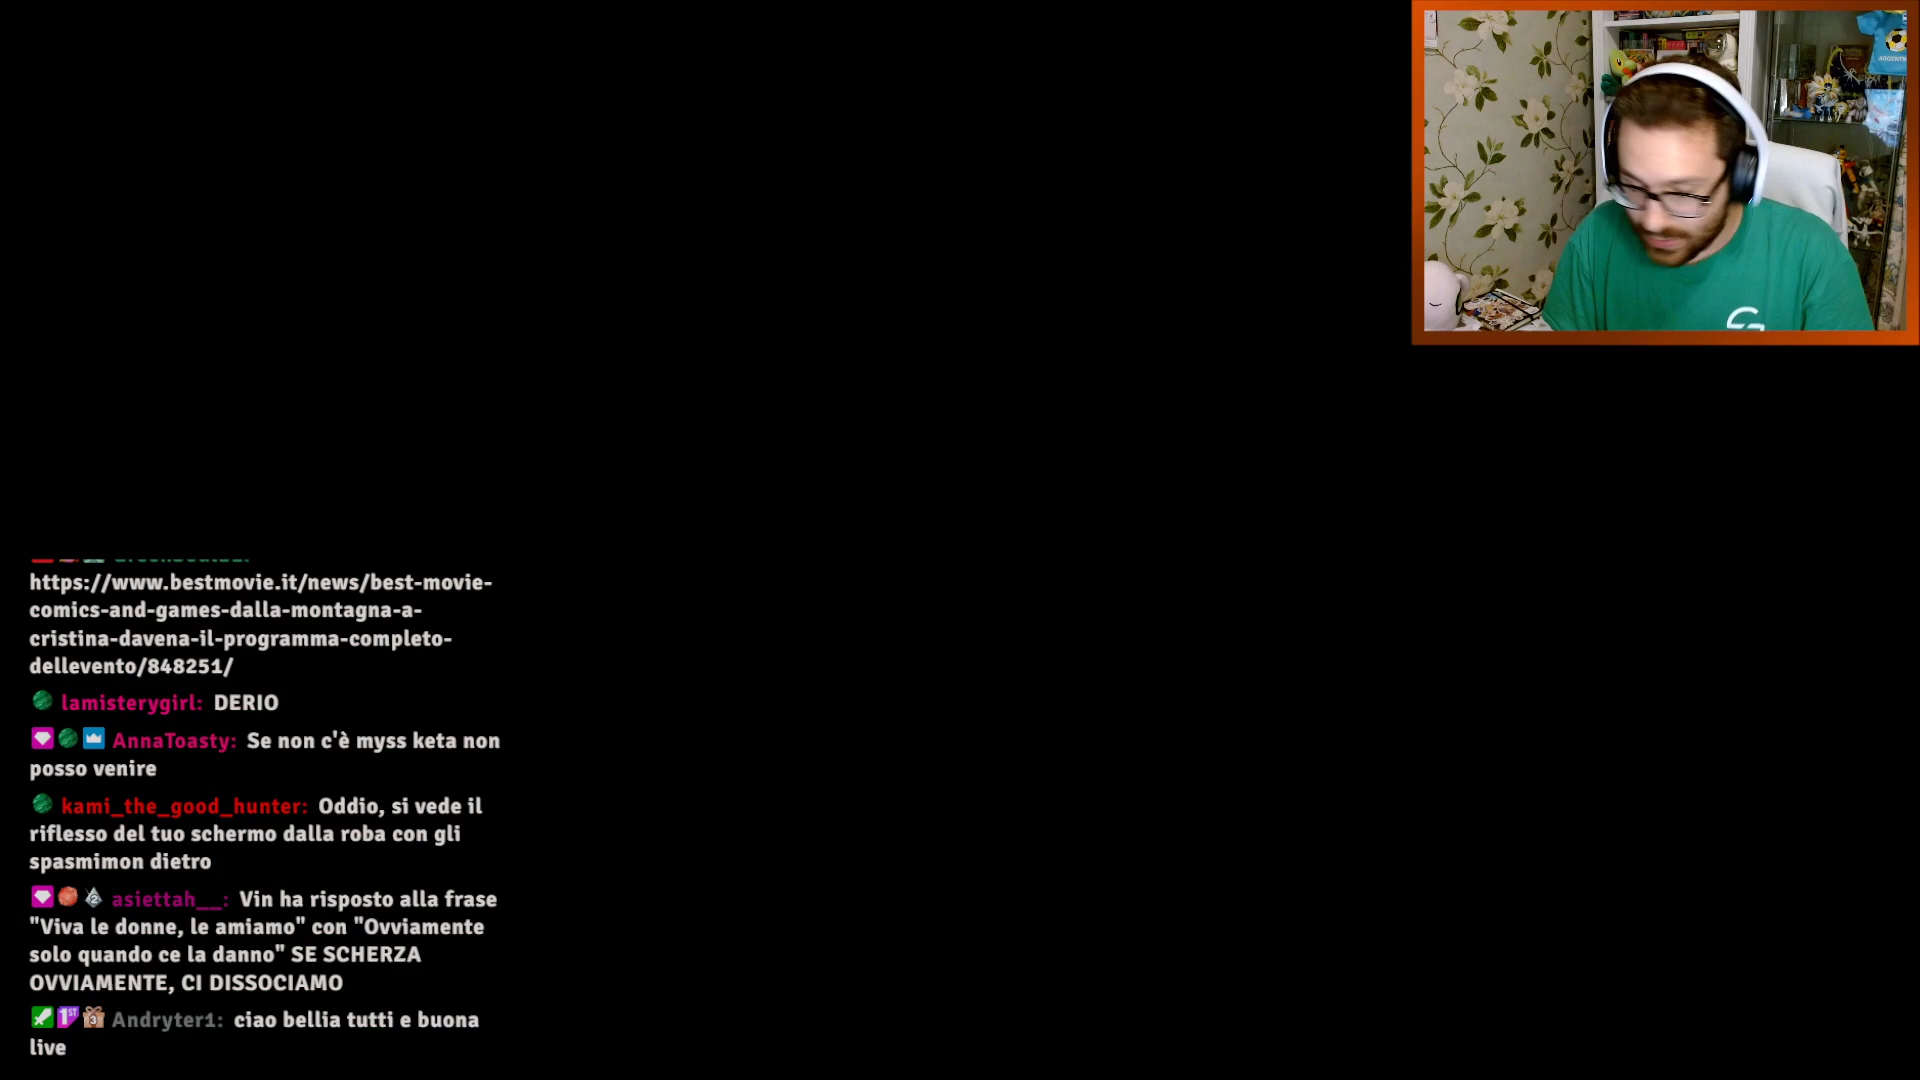 ARGENTIN
https://www.bestmovie.it/news/best-movie-
comics-and-games-dalla-montagna-a-
cristina-davena-il-programma-completo-
dellevento/848251/
lamisterygirl: DERIO
AnnaToasty: Se non c'è myss keta non
posso venire
kami_the_good_hunter: Oddio, si vede il
riflesso del tuo schermo dalla roba con gli
spasmimon dietro
asiettah__: Vin ha risposto alla frase
"Viva le donne, le amiamo" con "Ovviamente
solo quando ce la danno" SE SCHERZA
OVVIAMENTE, CI DISSOCIAMO
Andryter1: ciao bellia tutti e buona
live